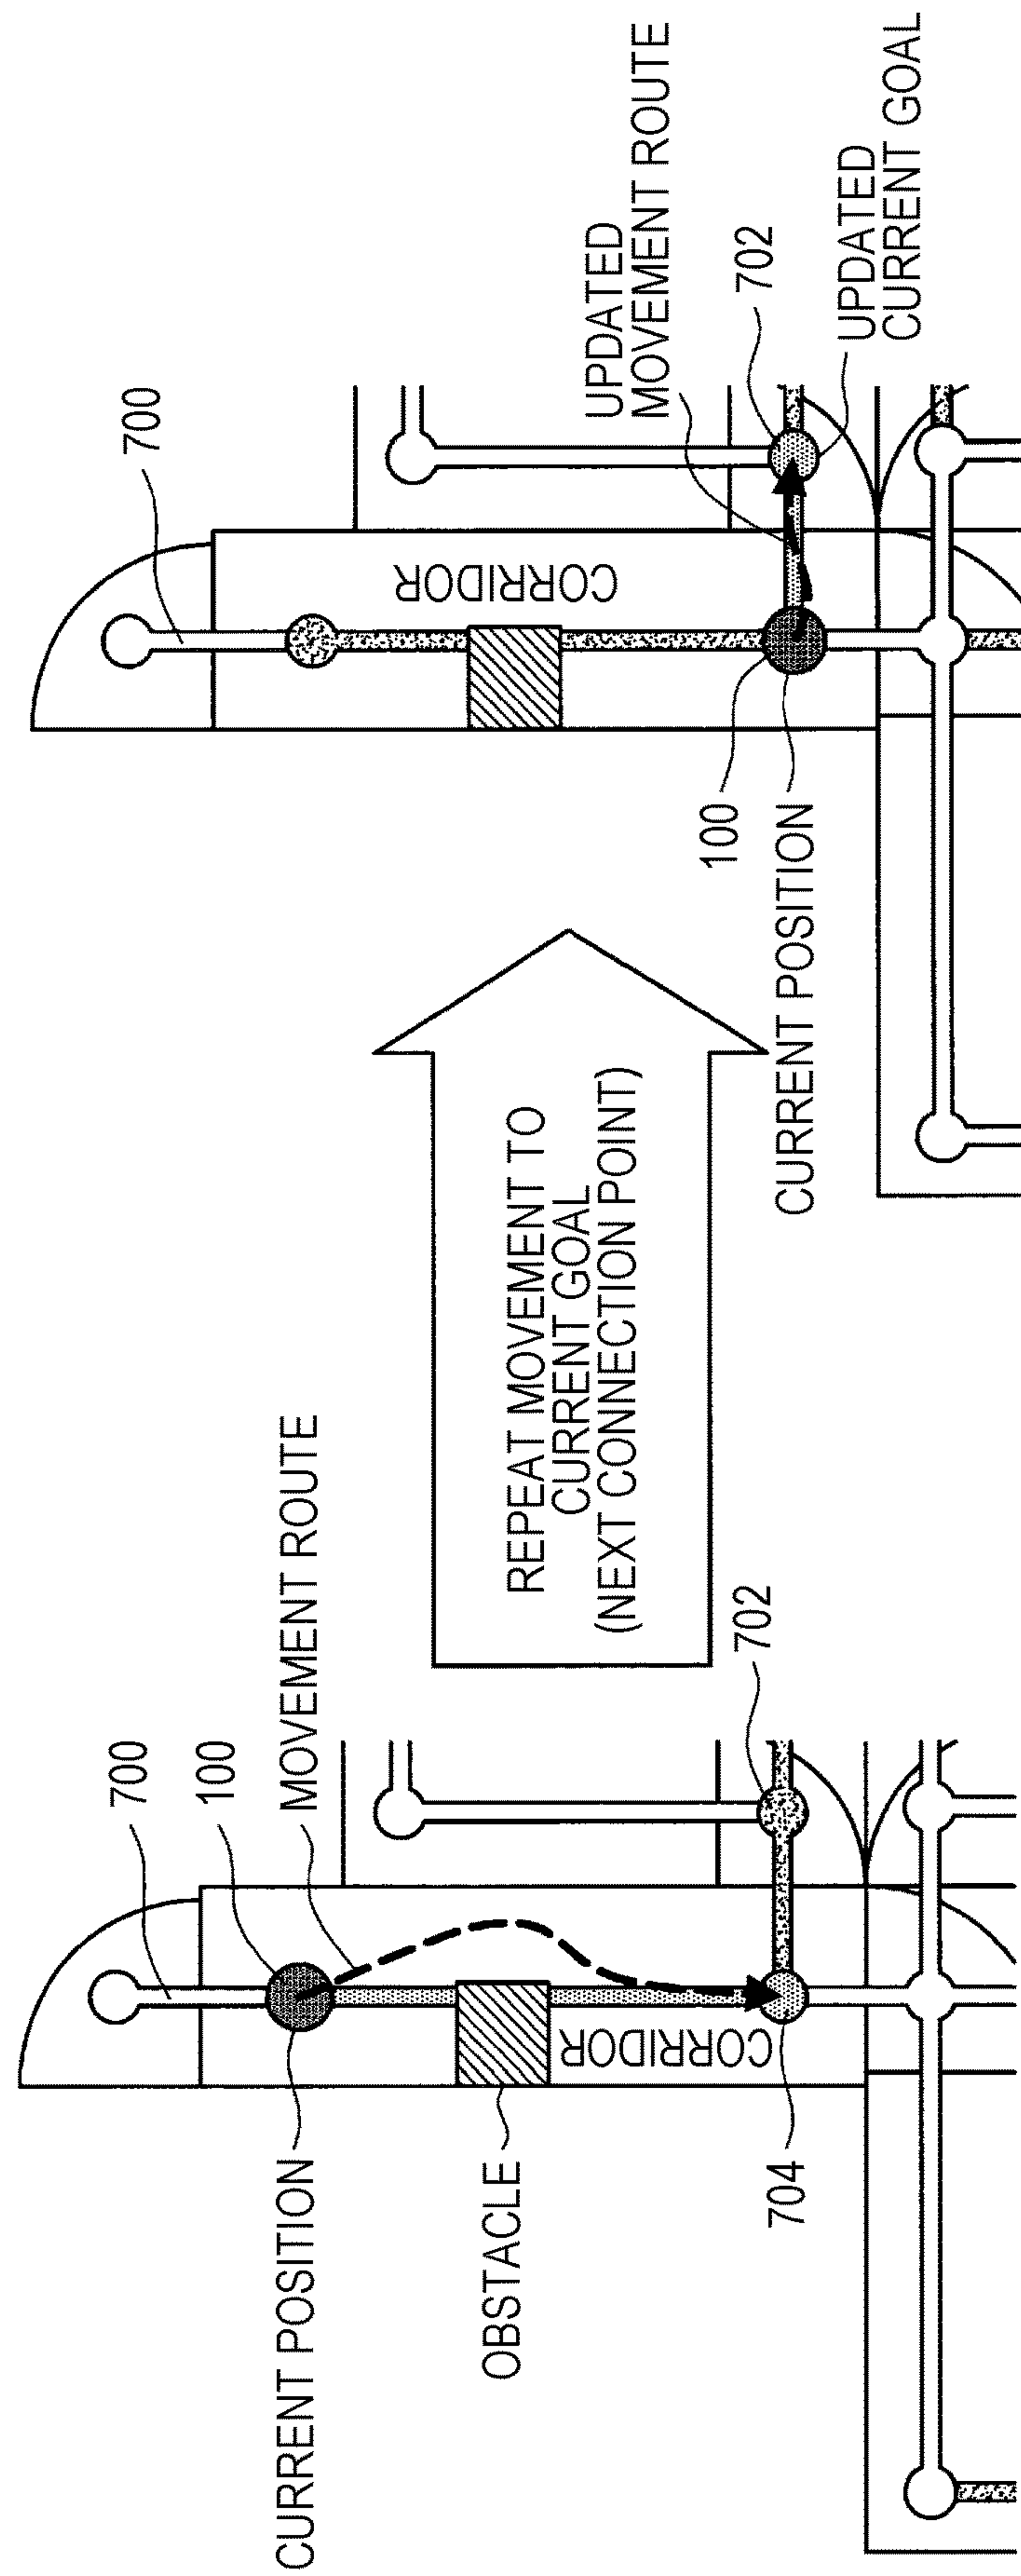 700
100
MOVEMENT ROUTE
CURRENT POSITION
OBSTACLE
CORRIDOR
702
704
REPEAT MOVEMENT TO
CURRENT GOAL
(NEXT CONNECTION POINT)
700
CORRIDOR
UPDATED
MOVEMENT ROUTE
702
UPDATED
CURRENT GOAL
100
CURRENT POSITION